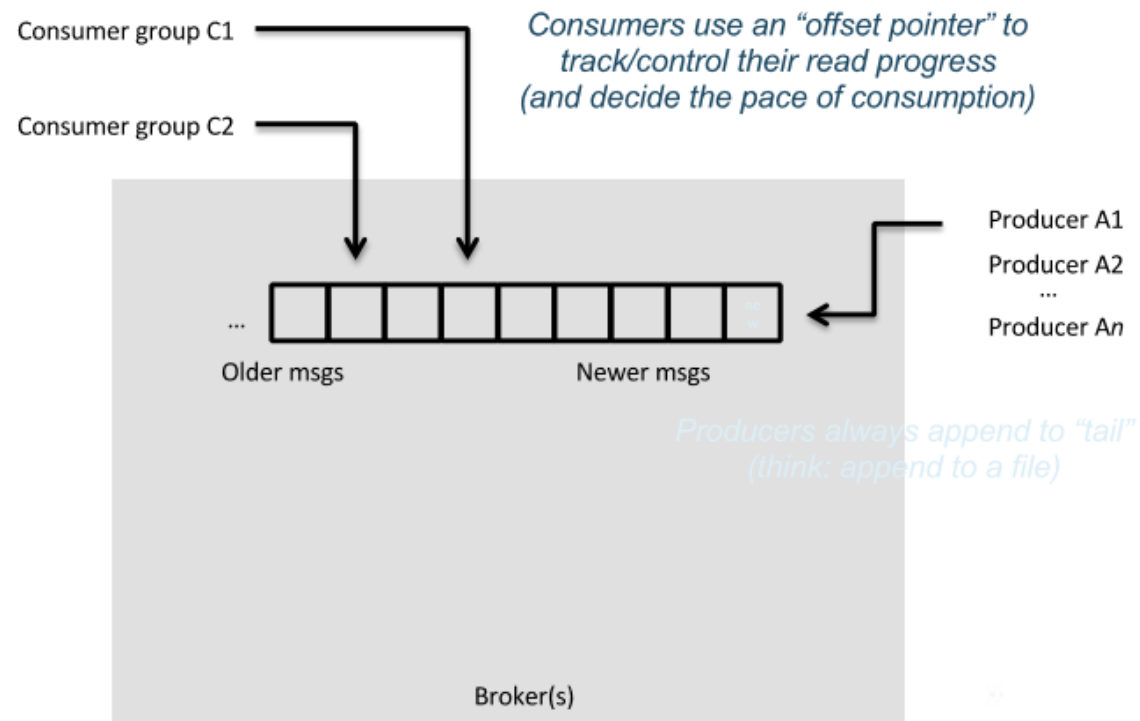 Consumer group C1
Consumers use an “offset pointer” to
track/control their read progress
(and decide the pace of consumption)
Consumer group C2
Producer A1
Producer A2
...
Producer An
...
Older msgs
Newer msgs
Producers always append to “tail”
(think: append to a file)
Broker(s)